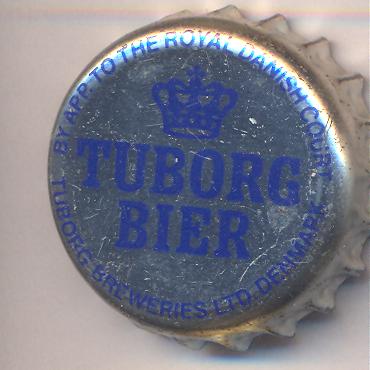 BY APP. TO THE ROYAL DANISH COURT
TUBORG
BIER
TUBORG BREWERIES LTD. DENMARK